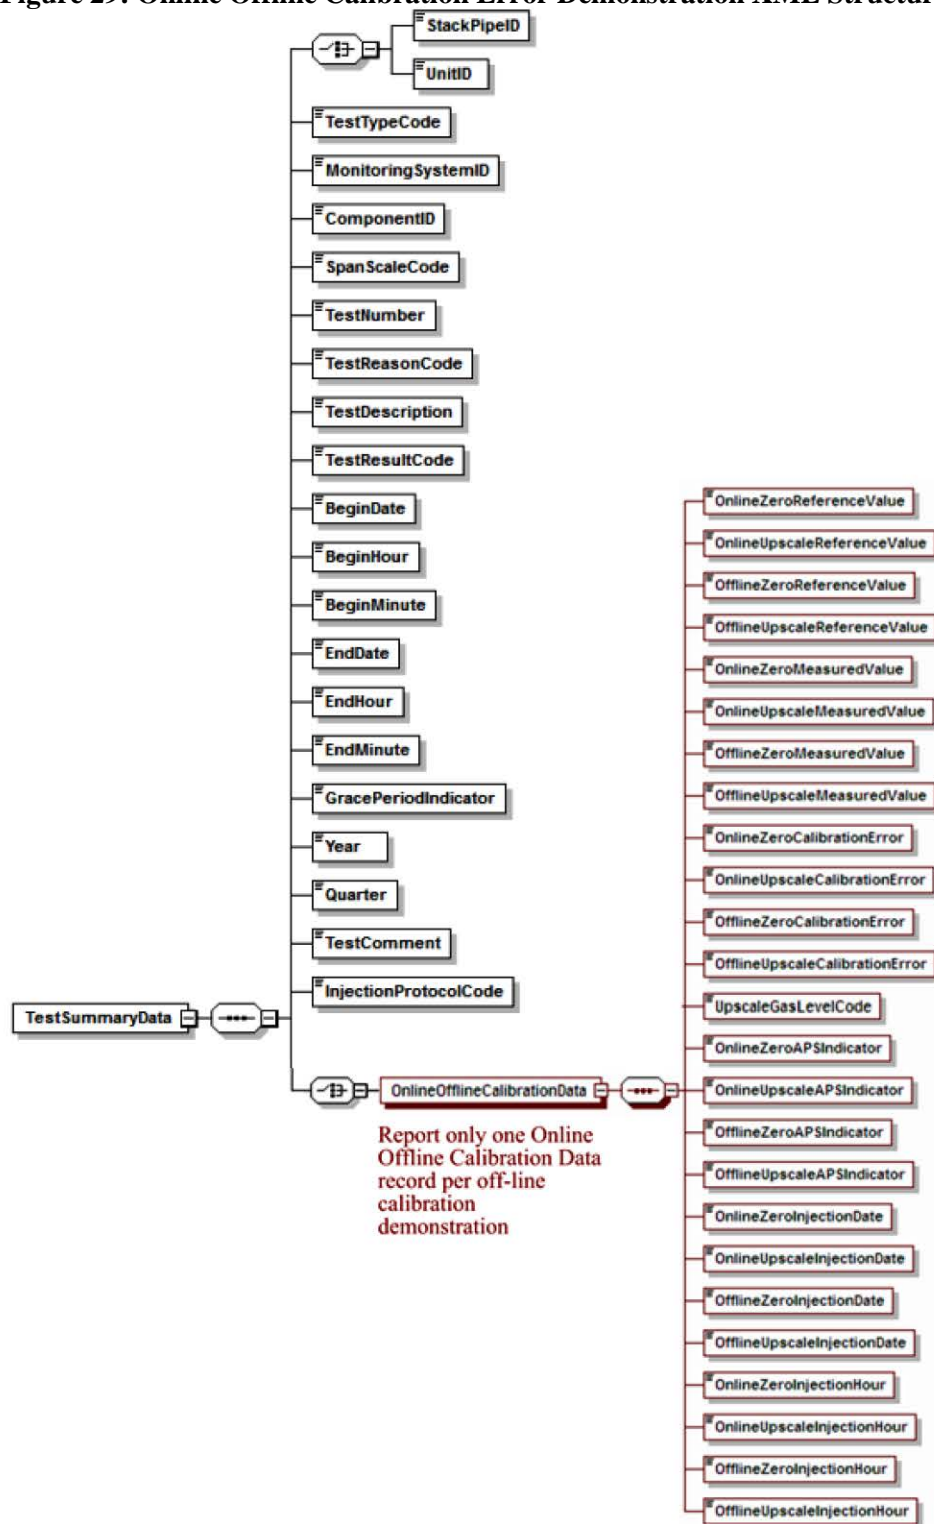 Figure 29: Online Offline Calibration Error Demonstration XML Structur
StackPipeID
UnitID
TestTypeCode
MonitoringSystemID
ComponentID
SpanScaleCode
TestNumber
TestReasonCode
TestDescription
TestResultCode
BeginDate
BeginHour
BeginMinute
EndDate
EndHour
EndMinute
GracePeriodIndicator
Year
Quarter
TestComment
InjectionProtocolCode
TestSummaryData
OnlineOfflineCalibrationData
Report only one Online
Offline Calibration Data
record per off-line
calibration
demonstration
OnlineZeroReferenceValue
OnlineUpscaleReferenceValue
OfflineZeroReferenceValue
OfflineUpscaleReferenceValue
OnlineZeroMeasuredValue
OnlineUpscaleMeasuredValue
OfflineZeroMeasuredValue
OfflineUpscaleMeasuredValue
OnlineZeroCalibrationError
OnlineUpscaleCalibrationError
OfflineZeroCalibrationError
OfflineUpscaleCalibrationError
UpscaleGasLevelCode
OnlineZeroAPSIndicator
OnlineUpscaleAPSIndicator
OfflineZeroAPSIndicator
OfflineUpscaleAPSIndicator
OnlineZeroInjectionDate
OnlineUpscaleInjectionDate
OfflineZeroInjectionDate
OfflineUpscaleInjectionDate
OnlineZeroInjectionHour
OnlineUpscaleInjectionHour
OfflineZeroInjectionHour
OfflineUpscaleInjectionHour